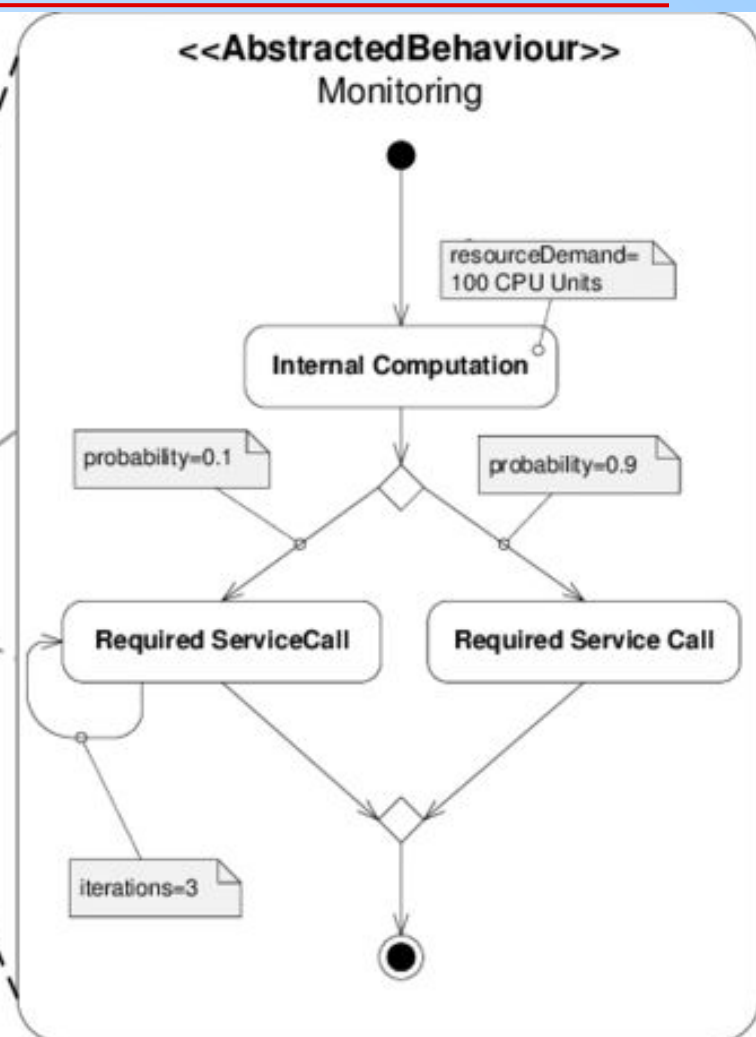 <<AbstractedBehaviour>>
Monitoring
resourceDemand=
100 CPU Units
Internal Computation
probability=0.1
probability=0.9
Required ServiceCall
Required Service Call
iterations=3